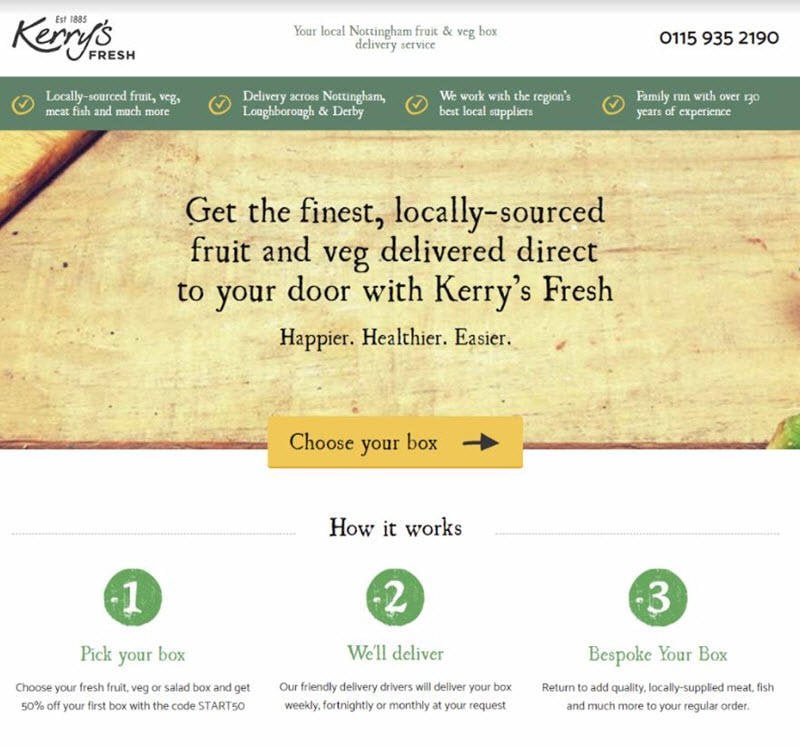 Est 1885
Kerry's
FRESH
Your local Nottingham fruit & veg box
delivery service
0115 935 2190
Locally-sourced fruit, veg,
meat fish and much more
Delivery across Nottingham,
Loughborough & Derby
We work with the region's
best local suppliers
Family run with over 130
years of experience
Get the finest, locally-sourced
fruit and veg delivered direct
to your door with Kerry's Fresh
Happier. Healthier. Easier.
Choose your box
How it works
1
Pick your box
Choose your fresh fruit, veg or salad box and get
50% off your first box with the code START50
2
We'll deliver
Our friendly delivery drivers will deliver your box
weekly, fortnightly or monthly at your request
3
Bespoke Your Box
Return to add quality, locally-supplied meat, fish
and much more to your regular order.